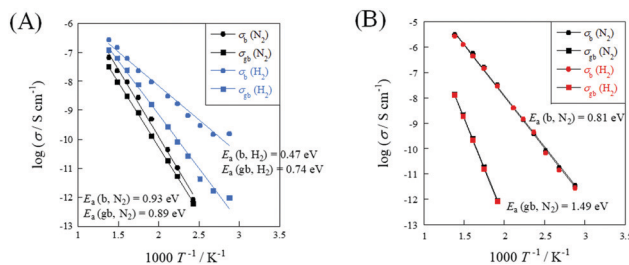 (A)
-5
-6
-7
-8
-9
-10
-11
-12
-13
log (σ / S cm⁻¹)
σb (N₂)
σgb (N₂)
σb (H₂)
σgb (H₂)
Ea (b, H₂) = 0.47 eV
Ea (gb, H₂) = 0.74 eV
Ea (b, N₂) = 0.93 eV
Ea (gb, N₂) = 0.89 eV
1 1.5 2 2.5 3 3.5
1000 T⁻¹ / K⁻¹
(B)
-5
-6
-7
-8
-9
-10
-11
-12
-13
log (σ / S cm⁻¹)
σb (N₂)
σgb (N₂)
σb (H₂)
σgb (H₂)
Ea (b, N₂) = 0.81 eV
Ea (gb, N₂) = 1.49 eV
1 1.5 2 2.5 3 3.5
1000 T⁻¹ / K⁻¹